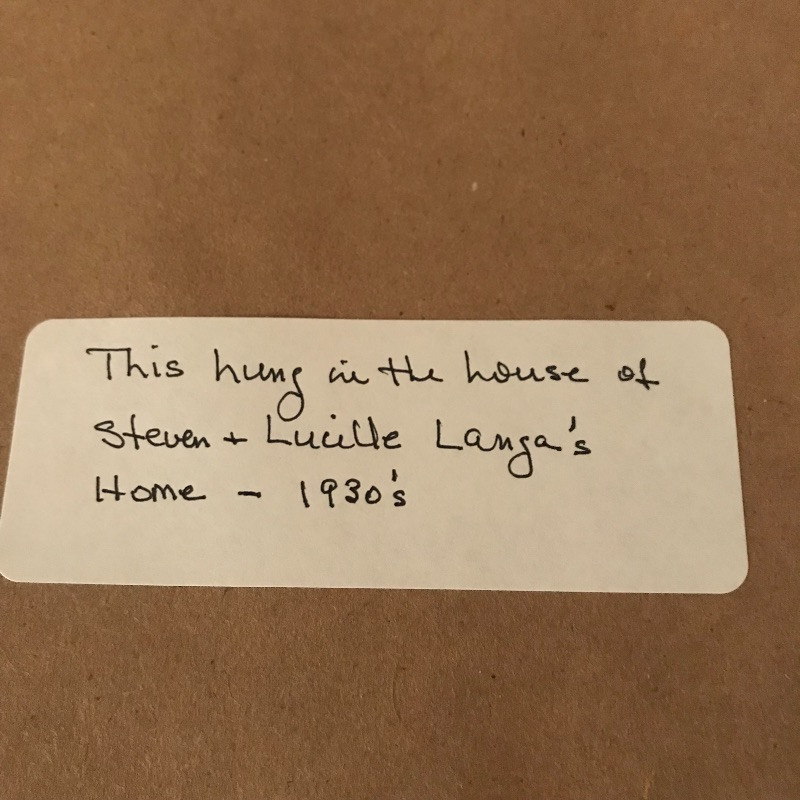 This hung in the house of
Steven + Lucille Langa's
Home - 1930's